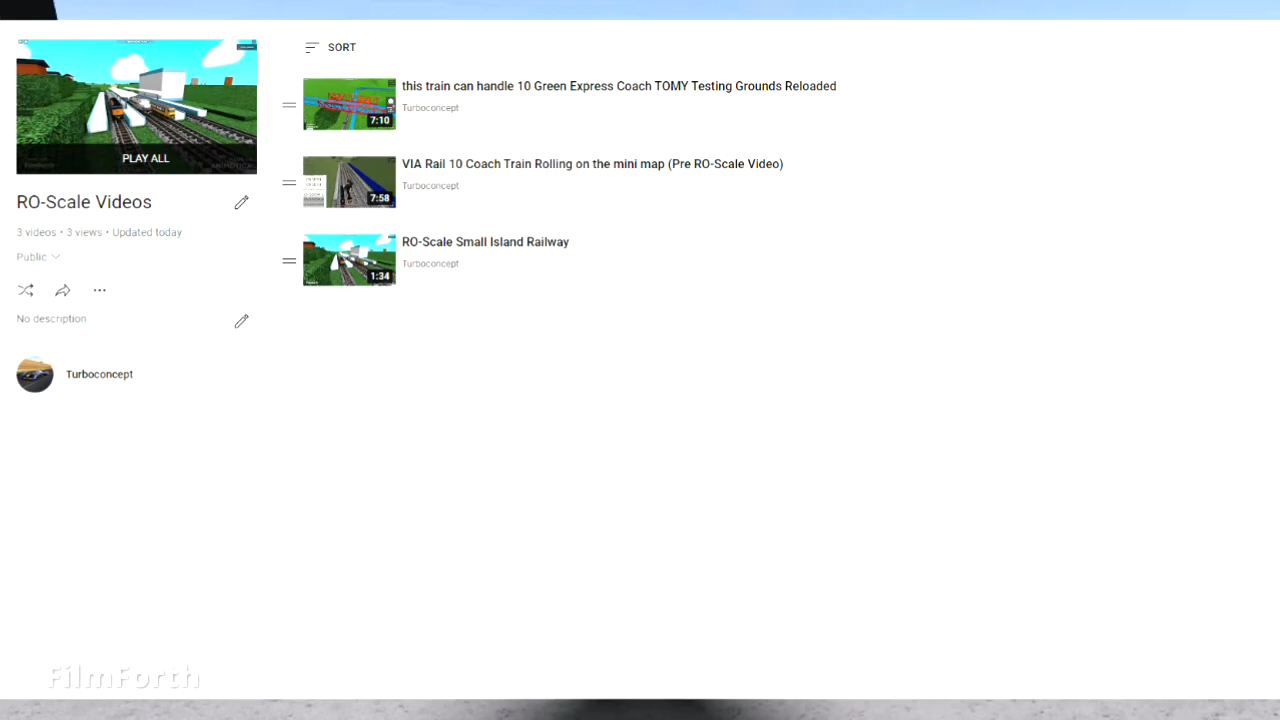 PLAY ALL
RO-Scale Videos
3 videos • 3 views • Updated today
Public
No description
Turboconcept
SORT
this train can handle 10 Green Express Coach TOMY Testing Grounds Reloaded
Turboconcept
7:10
VIA Rail 10 Coach Train Rolling on the mini map (Pre RO-Scale Video)
Turboconcept
7:58
RO-Scale Small Island Railway
Turboconcept
1:34
FilmForth